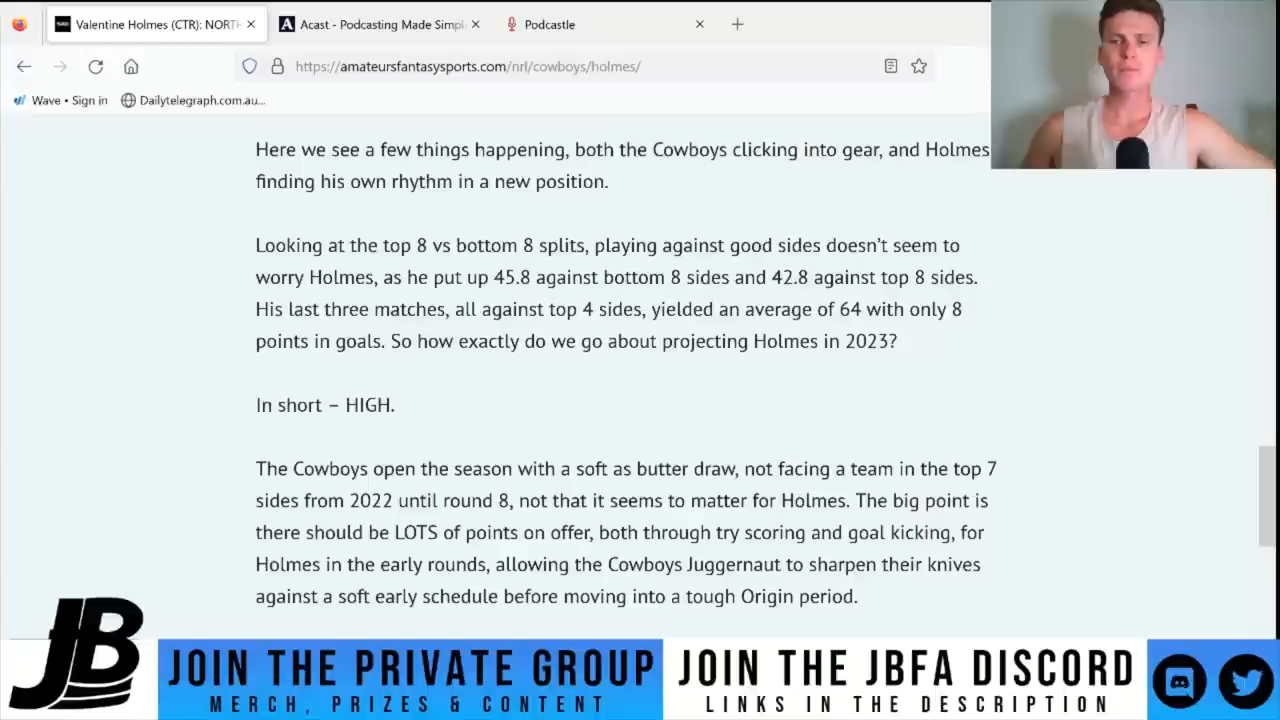 Valentine Holmes (CTR): NORTH
Acast - Podcasting Made Simpl
Podcastle
https://amateursfantasysports.com/nrl/cowboys/holmes/
Wave • Sign in
Dailytelegraph.com.au...
Here we see a few things happening, both the Cowboys clicking into gear, and Holmes
finding his own rhythm in a new position.
Looking at the top 8 vs bottom 8 splits, playing against good sides doesn't seem to
worry Holmes, as he put up 45.8 against bottom 8 sides and 42.8 against top 8 sides.
His last three matches, all against top 4 sides, yielded an average of 64 with only 8
points in goals. So how exactly do we go about projecting Holmes in 2023?
In short – HIGH.
The Cowboys open the season with a soft as butter draw, not facing a team in the top 7
sides from 2022 until round 8, not that it seems to matter for Holmes. The big point is
there should be LOTS of points on offer, both through try scoring and goal kicking, for
Holmes in the early rounds, allowing the Cowboys Juggernaut to sharpen their knives
against a soft early schedule before moving into a tough Origin period.
JB
JOIN THE PRIVATE GROUP
MERCH, PRIZES & CONTENT
JOIN THE JBFA DISCORD
LINKS IN THE DESCRIPTION